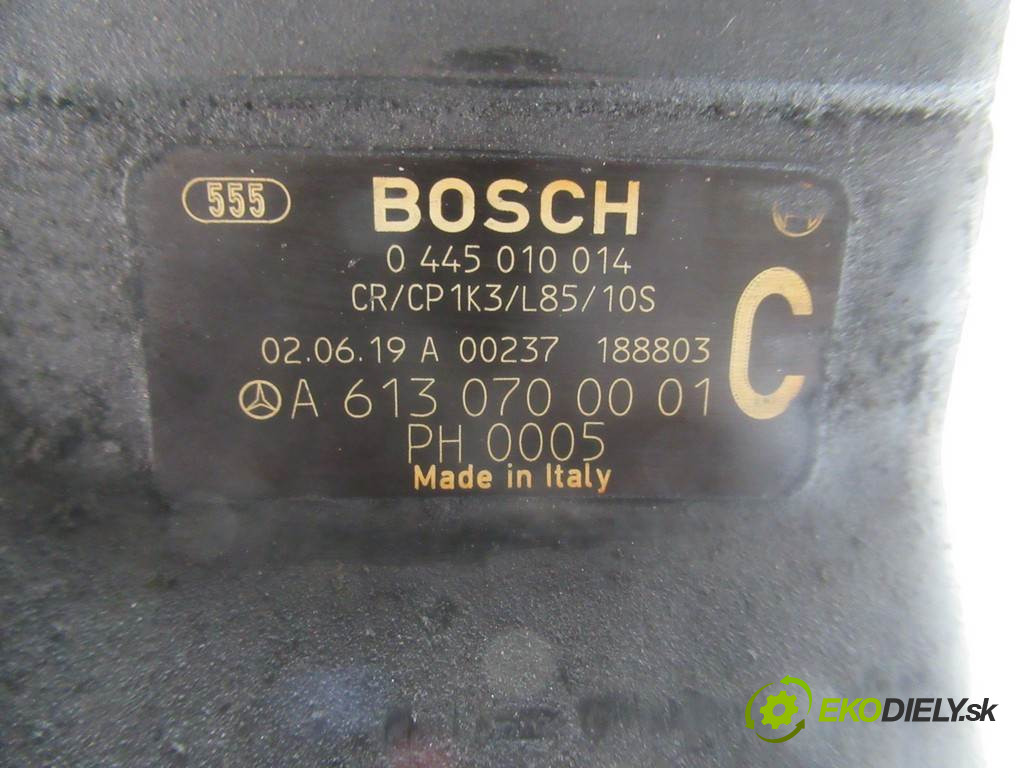 555 BOSCH
0 445 010 014
CR/CP1K3/L85/10S
C
02.06.19 A 00237 188803
A 613 070 00 01
PH 0005
Made in Italy
EKODIELY.sk